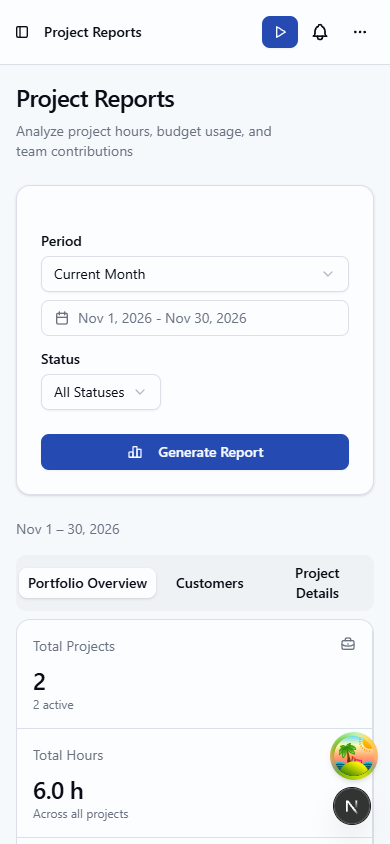 Project Reports
Project Reports
Analyze project hours, budget usage, and
team contributions
Period
Current Month
Nov 1, 2026 - Nov 30, 2026
Status
All Statuses
Generate Report
Nov 1 – 30, 2026
Portfolio Overview
Customers
Project
Details
Total Projects
2
2 active
Total Hours
6.0 h
Across all projects
N